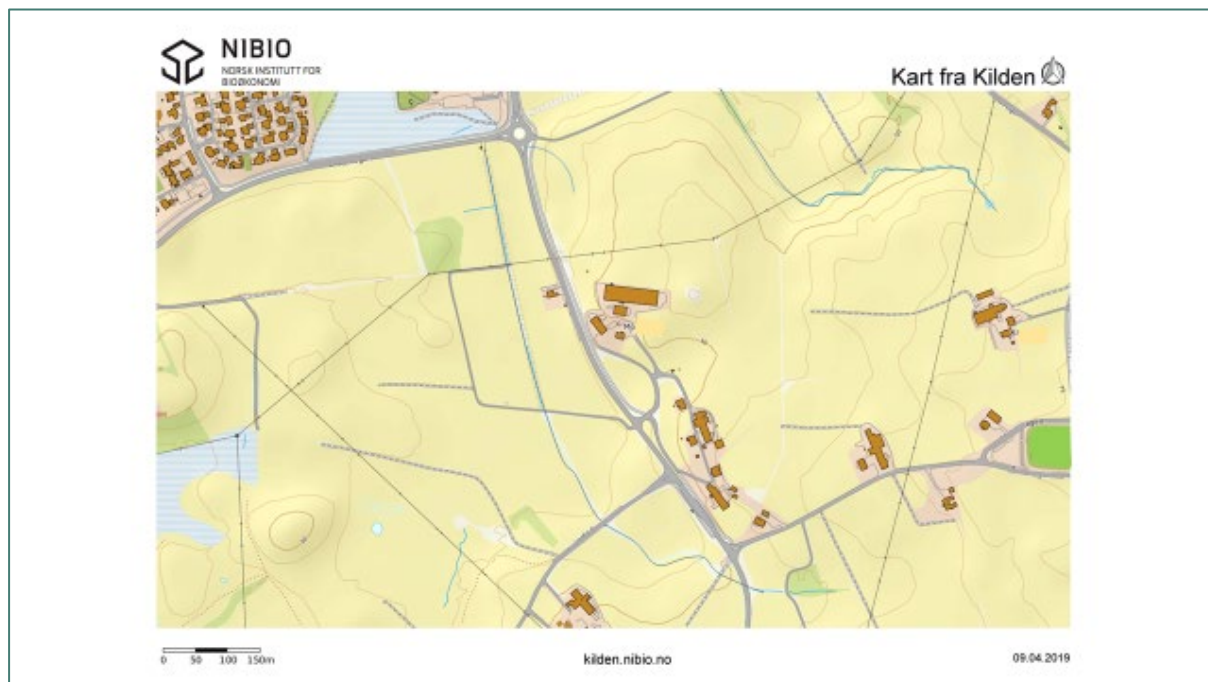 NIBIO
NORSK INSTITUTT FOR
BIOØKONOMI
Kart fra Kilden
0 50 100 150m
kilden.nibio.no
09.04.2019